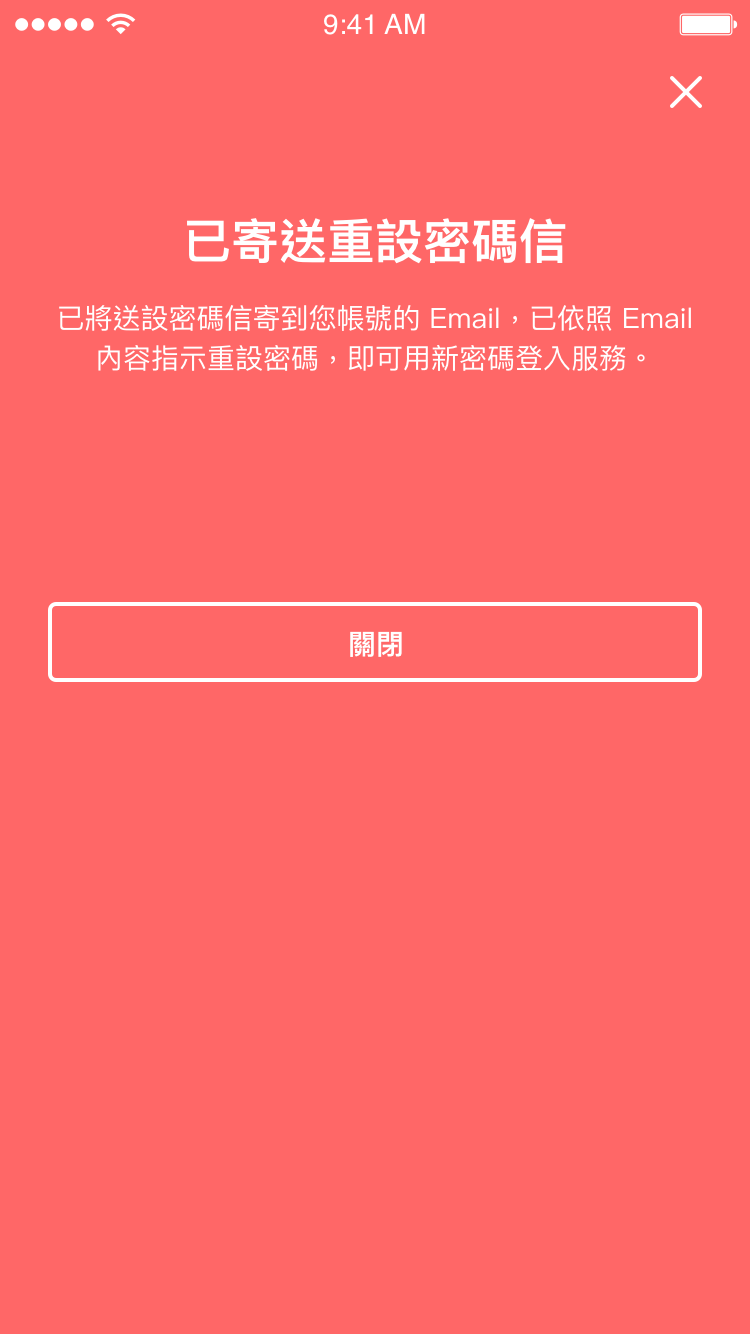 9:41 AM
已寄送重設密碼信
已將送設密碼信寄到您帳號的 Email，已依照 Email
內容指示重設密碼，即可用新密碼登入服務。
關閉